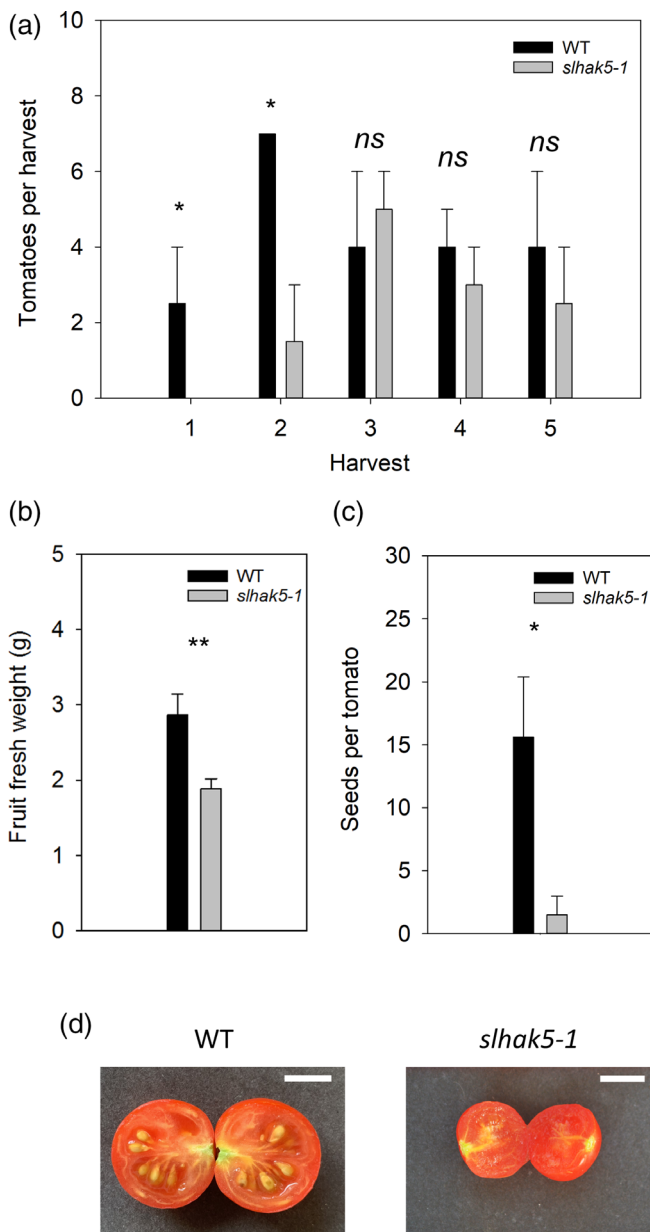 (a)
10
8
6
4
2
0
Tomatoes per harvest
WT
slhak5-1
*
*
ns
ns
ns
1 2 3 4 5
Harvest
(b)
5
4
3
2
1
0
Fruit fresh weight (g)
WT
slhak5-1
**
(c)
30
25
20
15
10
5
0
Seeds per tomato
WT
slhak5-1
*
(d)
WT
slhak5-1